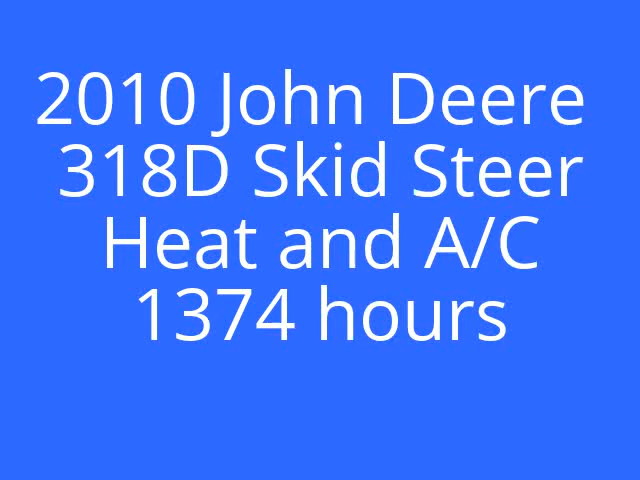 2010 John Deere
318D Skid Steer
Heat and A/C
1374 hours